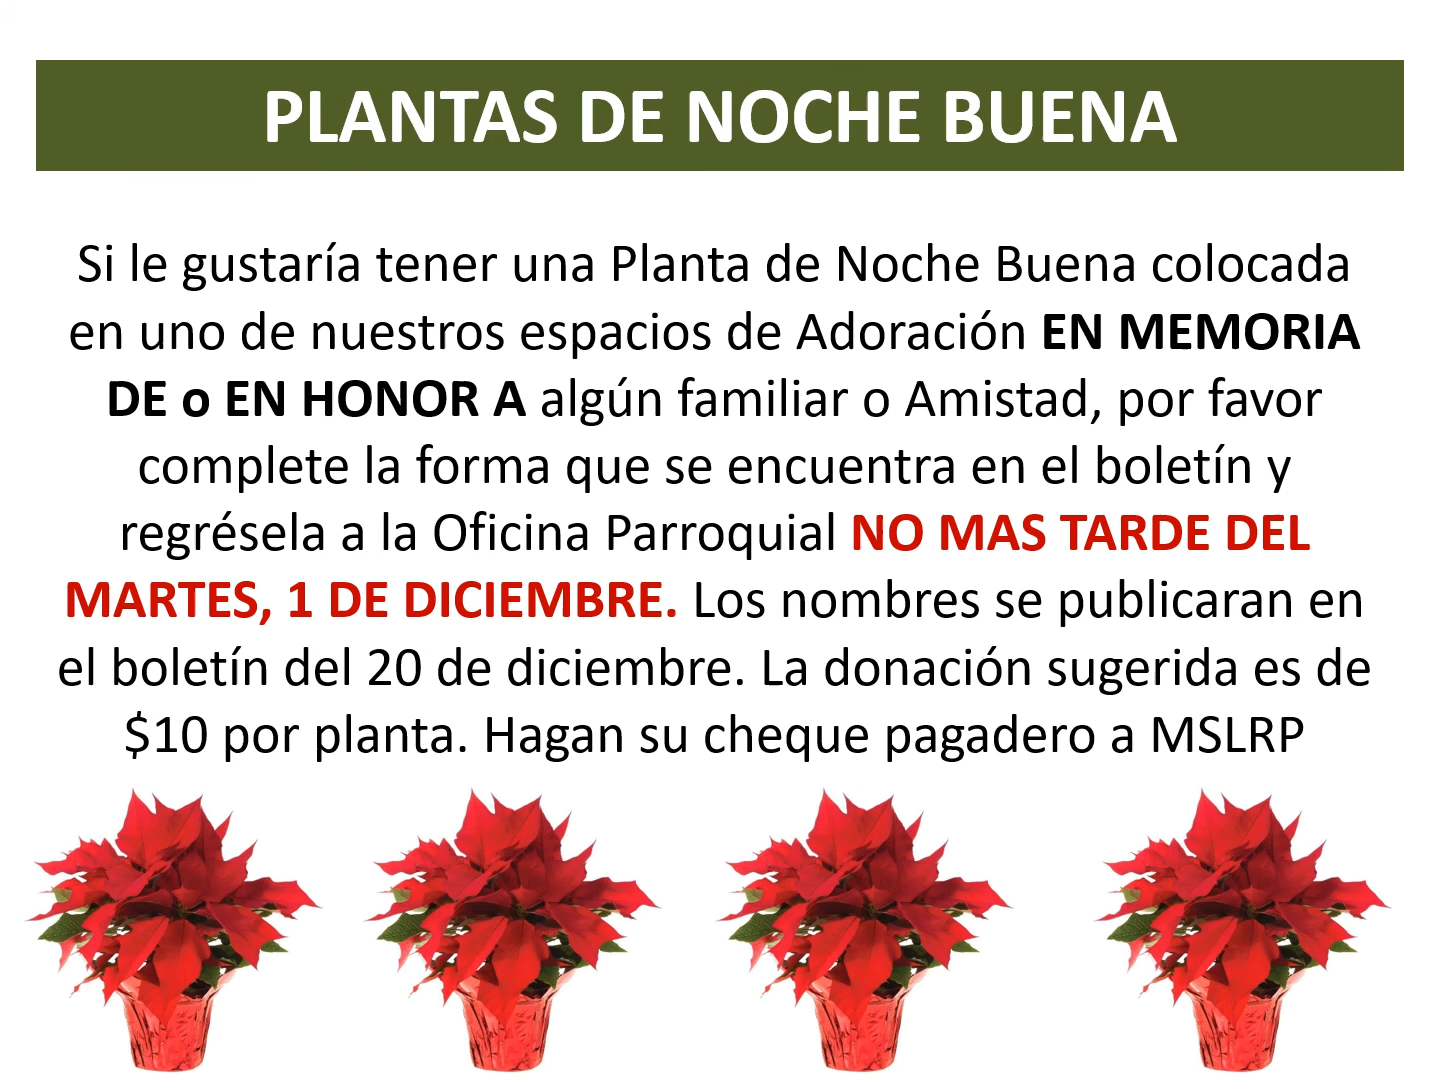 PLANTAS DE NOCHE BUENA
Si le gustaría tener una Planta de Noche Buena colocada
en uno de nuestros espacios de Adoración EN MEMORIA
DE o EN HONOR A algún familiar o Amistad, por favor
complete la forma que se encuentra en el boletín y
regrésela a la Oficina Parroquial NO MAS TARDE DEL
MARTES, 1 DE DICIEMBRE. Los nombres se publicaran en
el boletín del 20 de diciembre. La donación sugerida es de
$10 por planta. Hagan su cheque pagadero a MSLRP